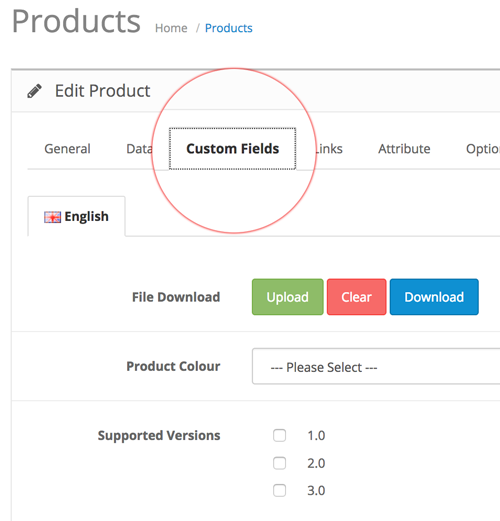 Products Home / Products
Edit Product
General Data Custom Fields Links Attribute
English
File Download Upload Clear Download
Product Colour --- Please Select ---
Supported Versions 1.0
2.0
3.0